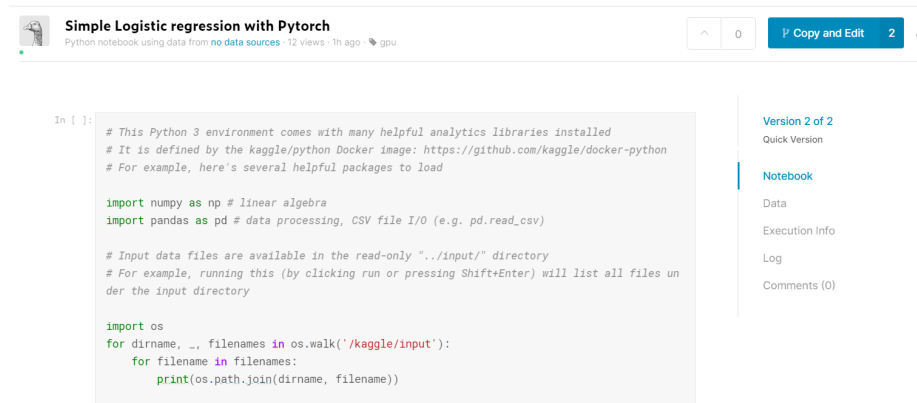 Simple Logistic regression with Pytorch
Python notebook using data from no data sources · 12 views · 1h ago · gpu
0
Copy and Edit
2
In [ ]:
# This Python 3 environment comes with many helpful analytics libraries installed
# It is defined by the kaggle/python Docker image: https://github.com/kaggle/docker-python
# For example, here's several helpful packages to load
import numpy as np # linear algebra
import pandas as pd # data processing, CSV file I/O (e.g. pd.read_csv)
# Input data files are available in the read-only "../input/" directory
# For example, running this (by clicking run or pressing Shift+Enter) will list all files un
der the input directory
import os
for dirname, _, filenames in os.walk('/kaggle/input'):
    for filename in filenames:
        print(os.path.join(dirname, filename))
Version 2 of 2
Quick Version
Notebook
Data
Execution Info
Log
Comments (0)